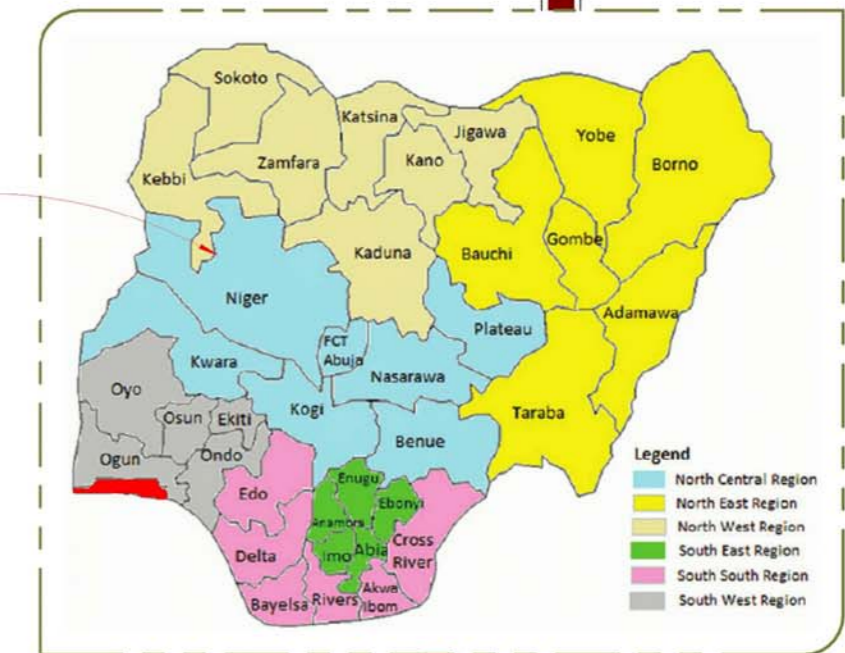 Sokoto
Katsina
Jigawa
Yobe
Borno
Kebbi
Zamfara
Kano
Kaduna
Bauchi
Gombe
Niger
Adamawa
Plateau
FCT
Abuja
Kwara
Nasarawa
Oyo
Kogi
Taraba
Osun
Ekiti
Benue
Ogun
Ondo
Edo
Enugu
Ebonyi
Anamora
Imo
Abia
Cross
River
Delta
Bayelsa
Rivers
Akwa
Ibom
Legend
North Central Region
North East Region
North West Region
South East Region
South South Region
South West Region